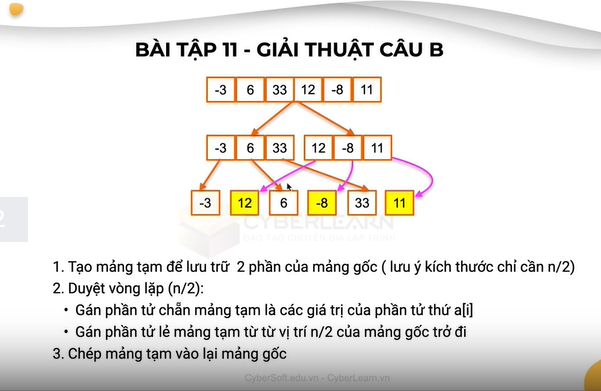 BÀI TẬP 11 - GIẢI THUẬT CÂU B
-3 6 33 12 -8 11
-3 6 33 12 -8 11
-3 12 6 -8 33 11
CYBERLEARN
1. Tạo mảng tạm để lưu trữ 2 phần của mảng gốc ( lưu ý kích thước chỉ cần n/2)
2. Duyệt vòng lặp (n/2):
• Gán phần tử chẵn mảng tạm là các giá trị của phần tử thứ a[i]
• Gán phần tử lẻ mảng tạm từ từ vị trí n/2 của mảng gốc trở đi
3. Chép mảng tạm vào lại mảng gốc
CyberSoft.edu.vn - CyberLearn.vn